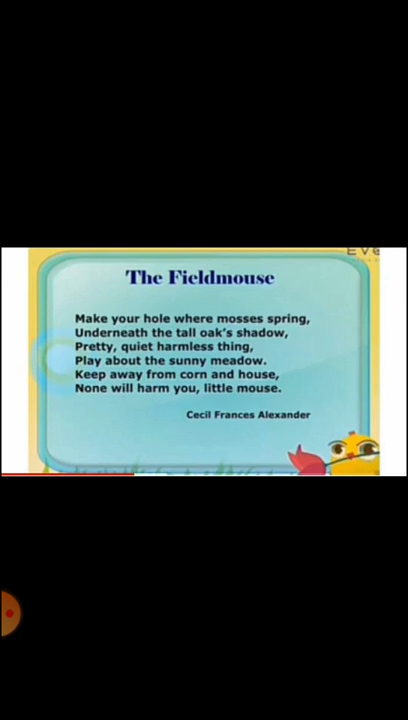 EVE
The Fieldmouse
Make your hole where mosses spring,
Underneath the tall oak's shadow,
Pretty, quiet harmless thing,
Play about the sunny meadow.
Keep away from corn and house,
None will harm you, little mouse.
Cecil Frances Alexander